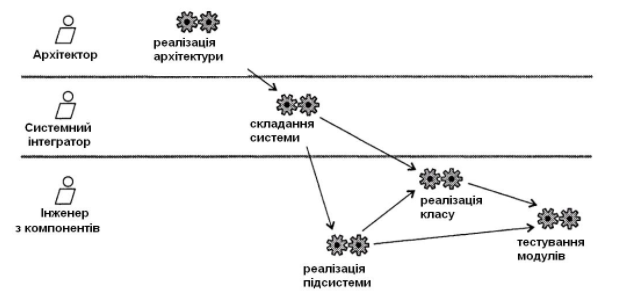 реалізація
архітектури
Архітектор
складання
системи
Системний
інтегратор
реалізація
класу
Інженер
з компонентів
тестування
модулів
реалізація
підсистеми